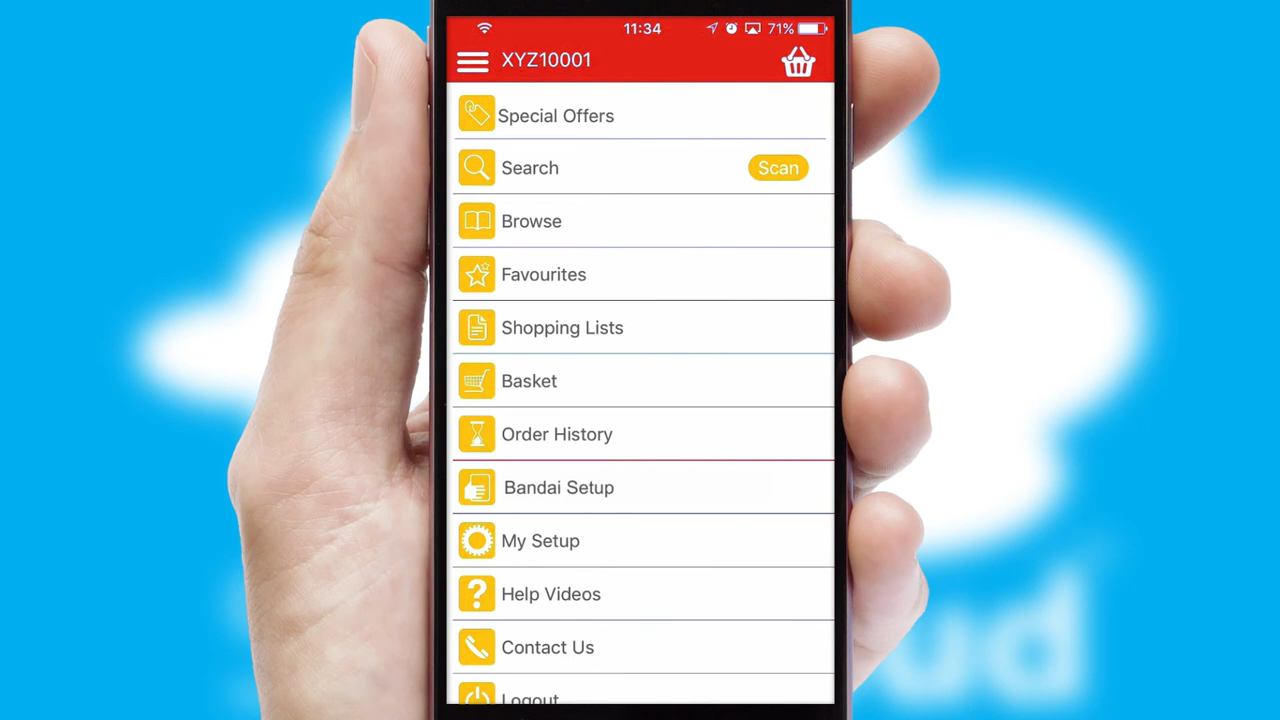 11:34
71%
XYZ10001
Special Offers
Search
Scan
Browse
Favourites
Shopping Lists
Basket
Order History
Bandai Setup
My Setup
Help Videos
Contact Us
Logout